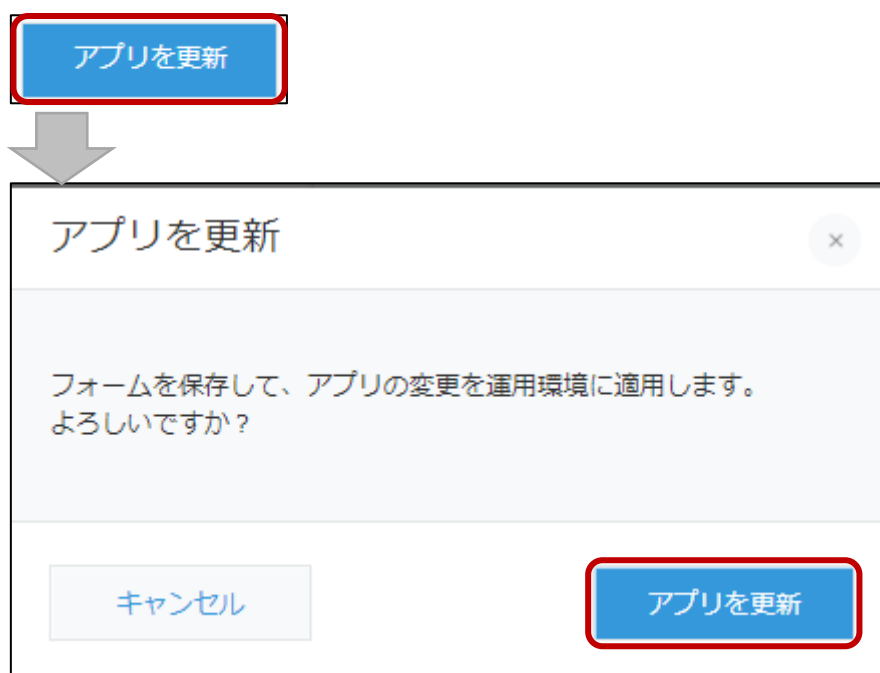 アプリを更新
アプリを更新
×
フォームを保存して、アプリの変更を運用環境に適用します。
よろしいですか？
キャンセル
アプリを更新